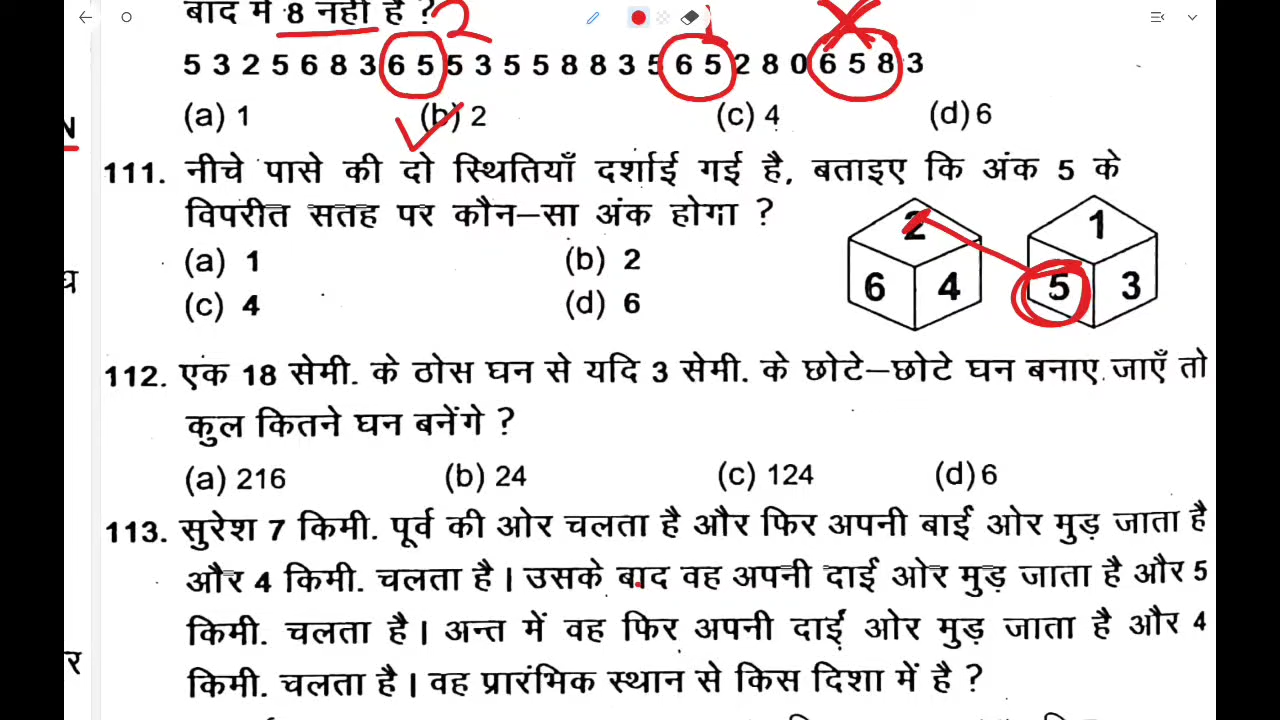 बाद में 8 नहीं है ? 2
5 3 2 5 6 8 3 6 5 5 3 5 5 8 8 3 5 6 5 2 8 0 6 5 8 3
(a) 1 (b) 2 (c) 4 (d) 6
N
111. नीचे पासे की दो स्थितियाँ दर्शाई गई है, बताइए कि अंक 5 के
विपरीत सतह पर कौन–सा अंक होगा ?
(a) 1 (b) 2
(c) 4 (d) 6
2 6 4
1 5 3
112. एक 18 सेमी. के ठोस घन से यदि 3 सेमी. के छोटे–छोटे घन बनाए जाएँ तो
कुल कितने घन बनेंगे ?
(a) 216 (b) 24 (c) 124 (d) 6
113. सुरेश 7 किमी. पूर्व की ओर चलता है और फिर अपनी बाईं ओर मुड़ जाता है
और 4 किमी. चलता है। उसके बाद वह अपनी दाईं ओर मुड़ जाता है और 5
किमी. चलता है। अन्त में वह फिर अपनी दाईं ओर मुड़ जाता है और 4
किमी. चलता है। वह प्रारंभिक स्थान से किस दिशा में है ?